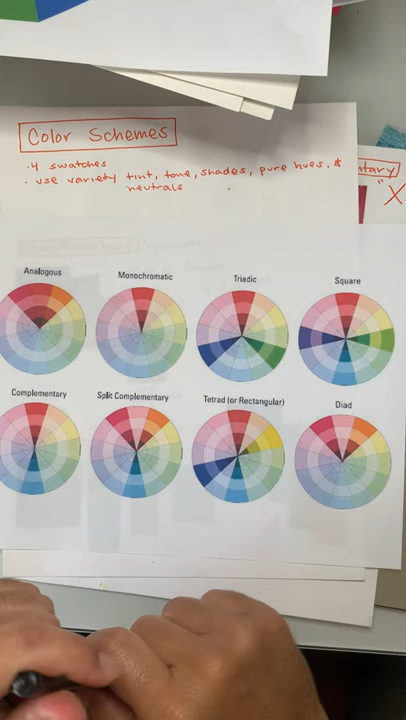 Color Schemes
· 4 swatches
· use variety tint, tone, shades, pure hues, &
neutrals
ntary
"X
Analogous
Monochromatic
Triadic
Square
Complementary
Split Complementary
Tetrad (or Rectangular)
Diad